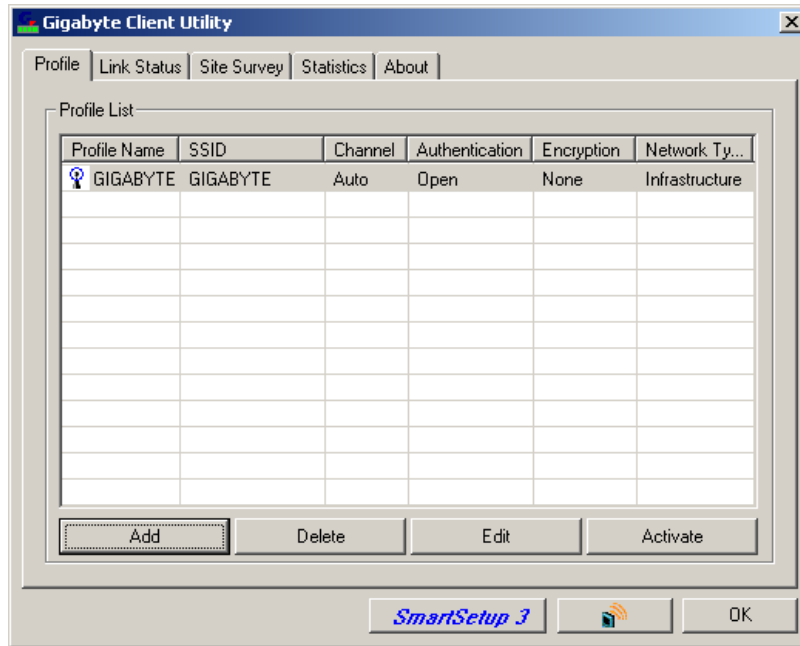 Gigabyte Client Utility
Profile Link Status Site Survey Statistics About
Profile List
Profile Name SSID Channel Authentication Encryption Network Ty...
GIGABYTE GIGABYTE Auto Open None Infrastructure
Add Delete Edit Activate
SmartSetup 3 OK